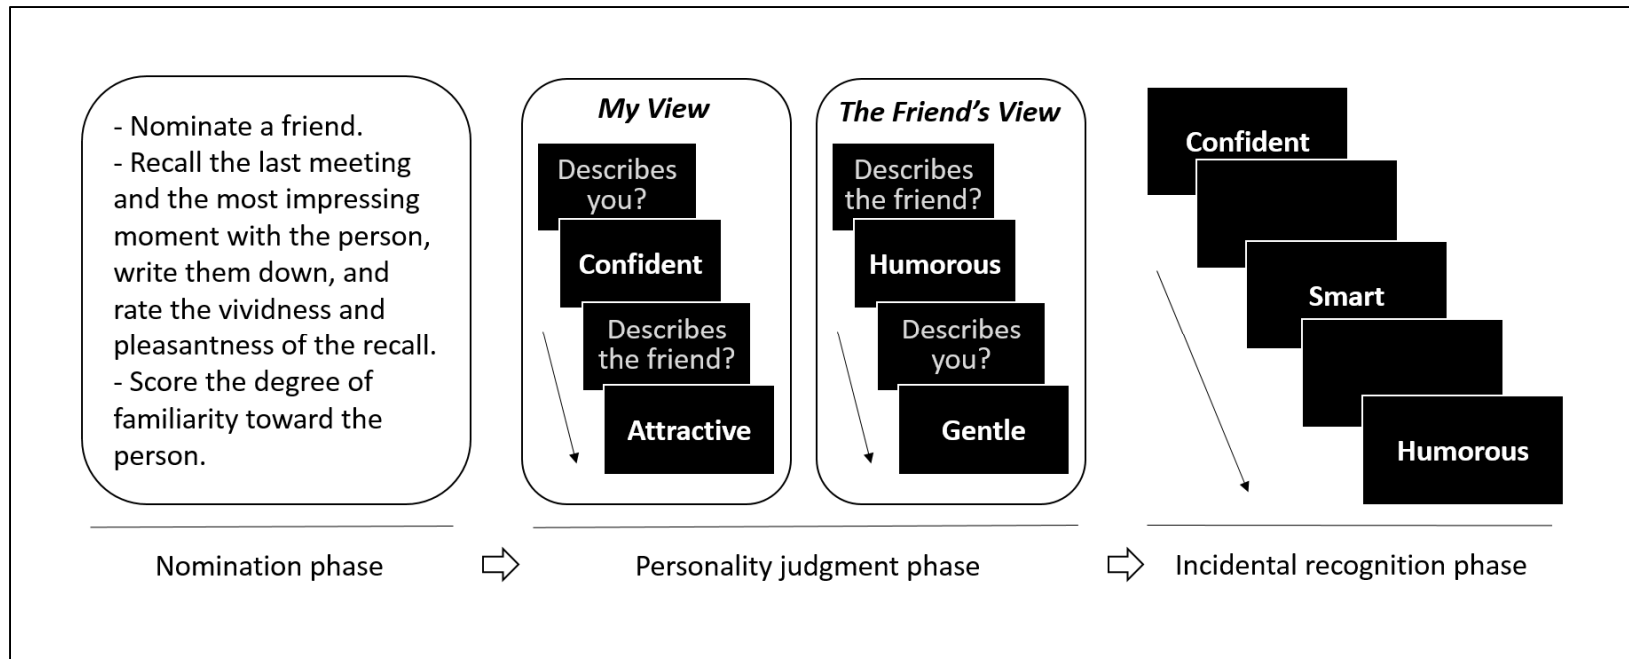 - Nominate a friend.
- Recall the last meeting
and the most impressing
moment with the person,
write them down, and
rate the vividness and
pleasantness of the recall.
- Score the degree of
familiarity toward the
person.
Nomination phase
My View
Describes
you?
Confident
Describes
the friend?
Attractive
The Friend’s View
Describes
the friend?
Humorous
Describes
you?
Gentle
Personality judgment phase
Confident
Smart
Humorous
Incidental recognition phase